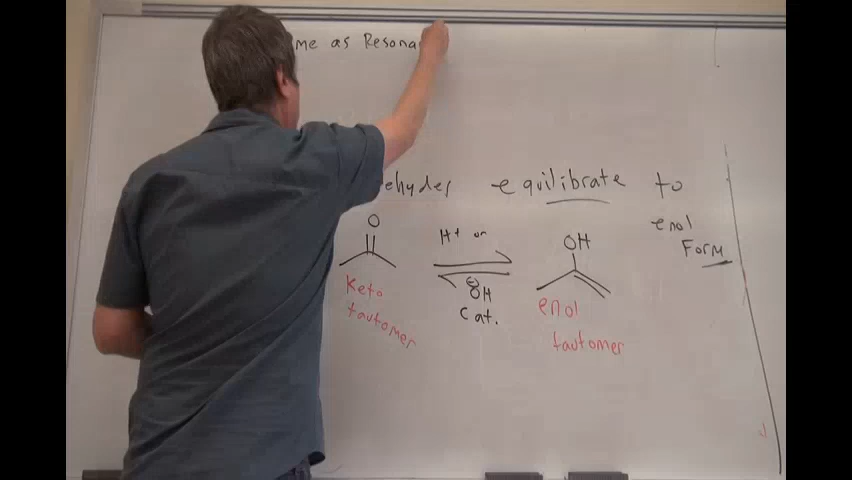 me as Resona
ehydes equilibrate to
enol
Form
O
H+ or
OH
⊖
OH
cat.
Keto
tautomer
enol
tautomer